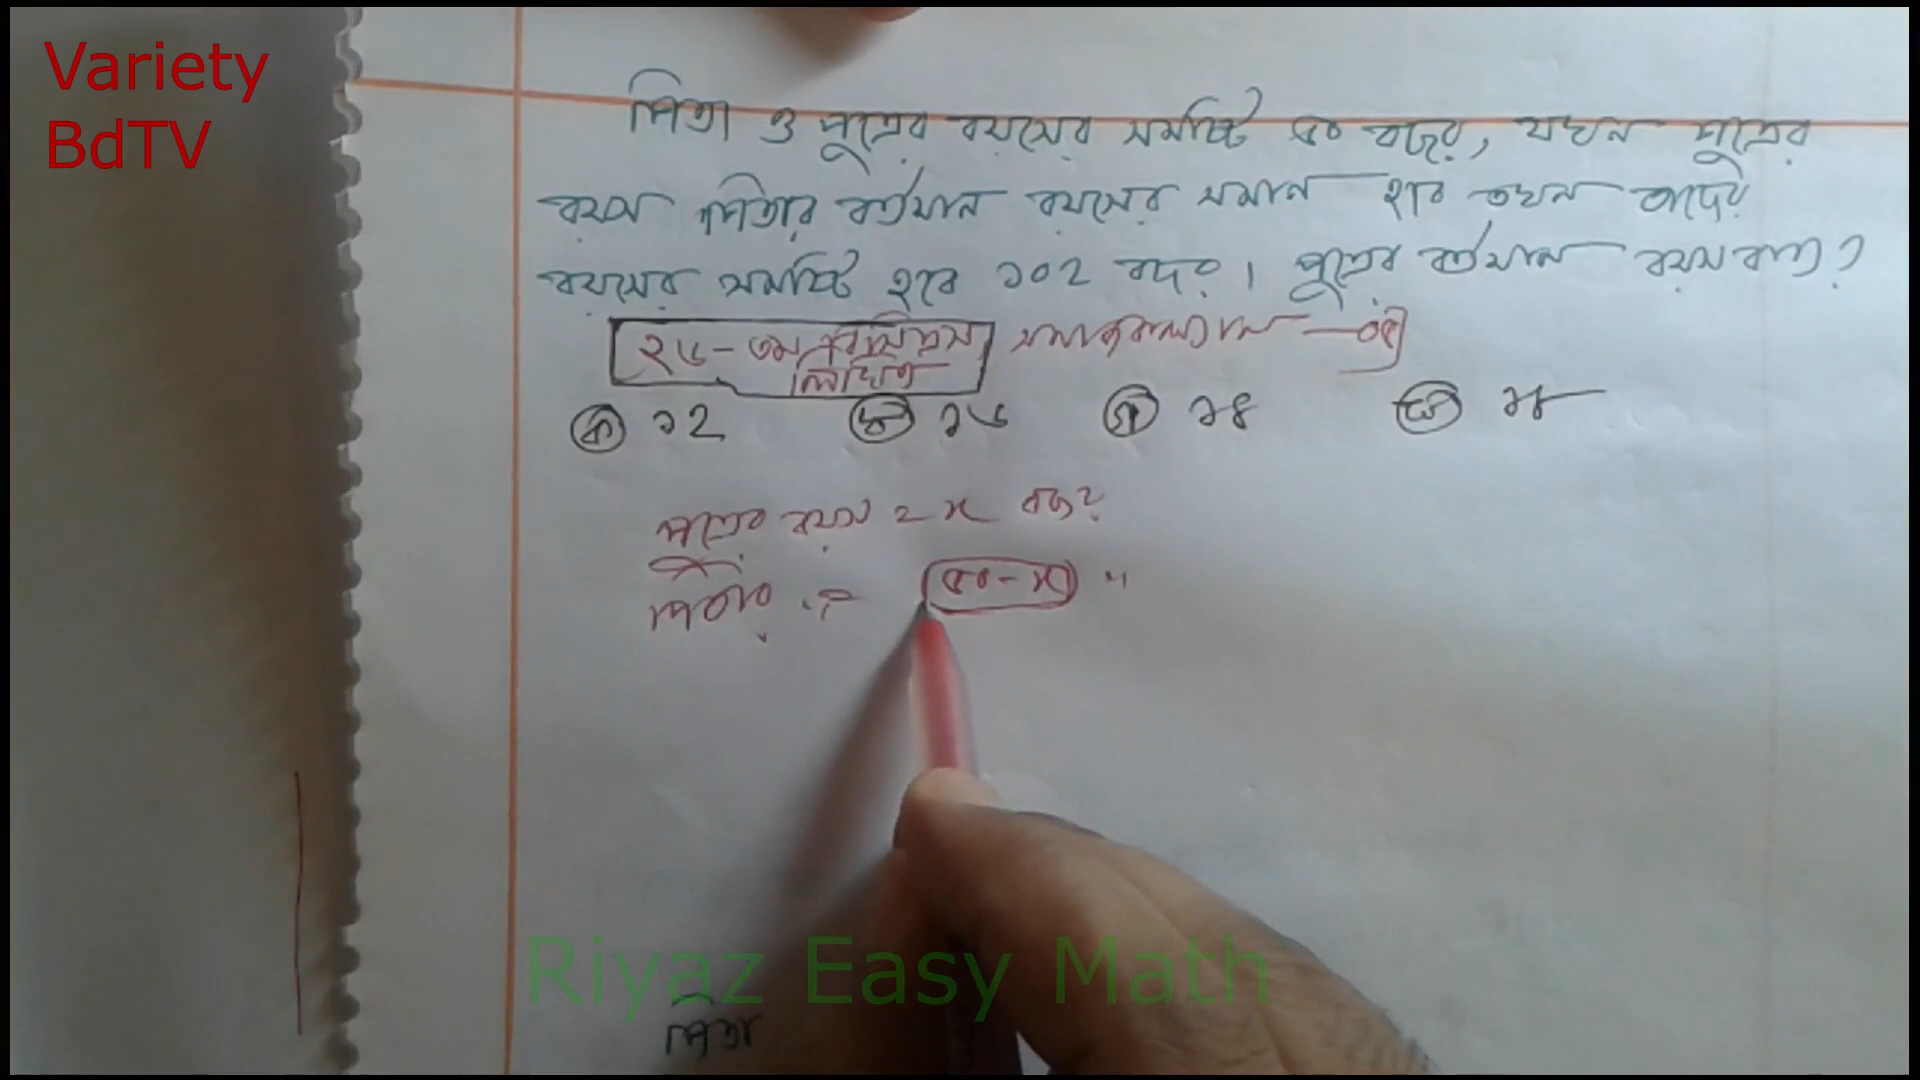 Variety
BdTV
পিতা ও পুত্রের বয়সের সমষ্টি ৫০ বছর, যখন পুত্রের
বয়স পিতার বর্তমান বয়সের সমান হবে তখন তাদের
বয়সের সমষ্টি হবে ১০২ বছর। পুত্রের বর্তমান বয়স কত?
২৬-তম বিসিএস
লিখিত
ক ১২ খ ১৬ গ ১৪ ঘ ১৮
পুত্রের বয়স = x বছর
পিতার " = ৫০-x "
Riyaz Easy Math
পিতা